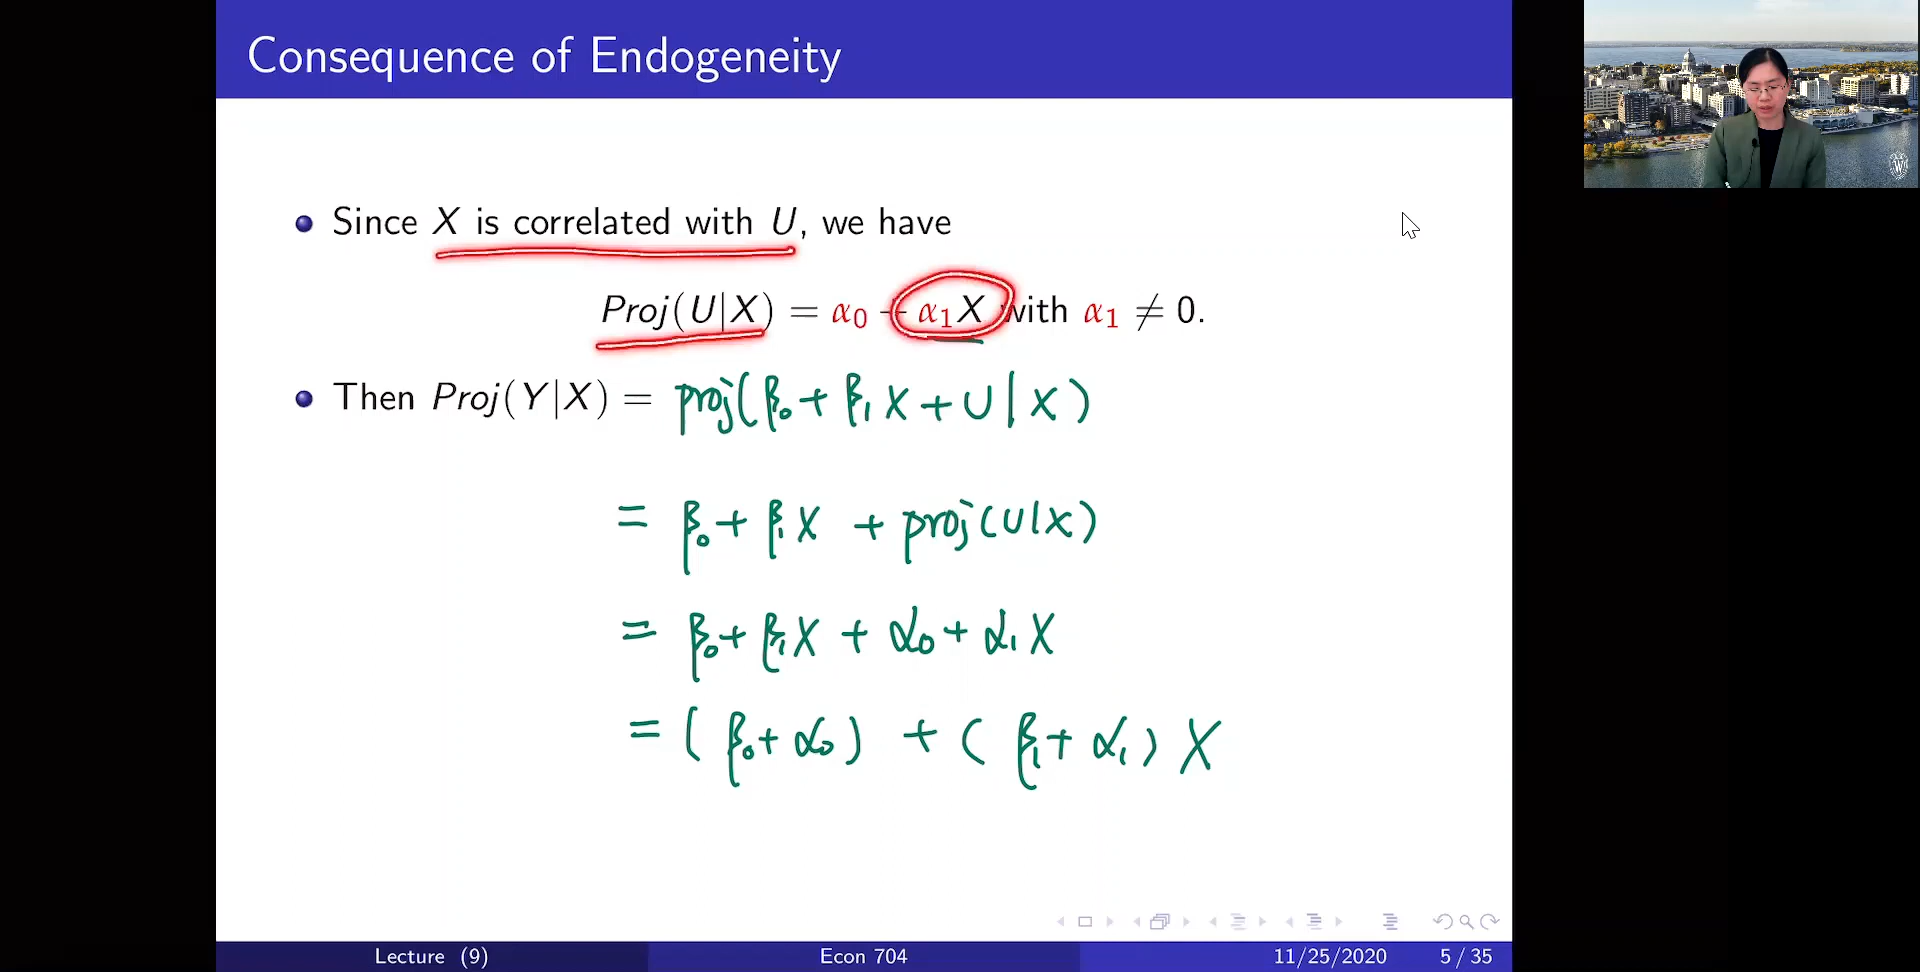 Consequence of Endogeneity
Since X is correlated with U, we have
Proj(U|X) = α₀ + α₁X with α₁ ≠ 0.
Then Proj(Y|X) = proj(β₀ + β₁X + U|X)
= β₀ + β₁X + proj(U|X)
= β₀ + β₁X + α₀ + α₁X
= (β₀ + α₀) + (β₁ + α₁)X
Lecture (9) Econ 704 11/25/2020 5 / 35
W